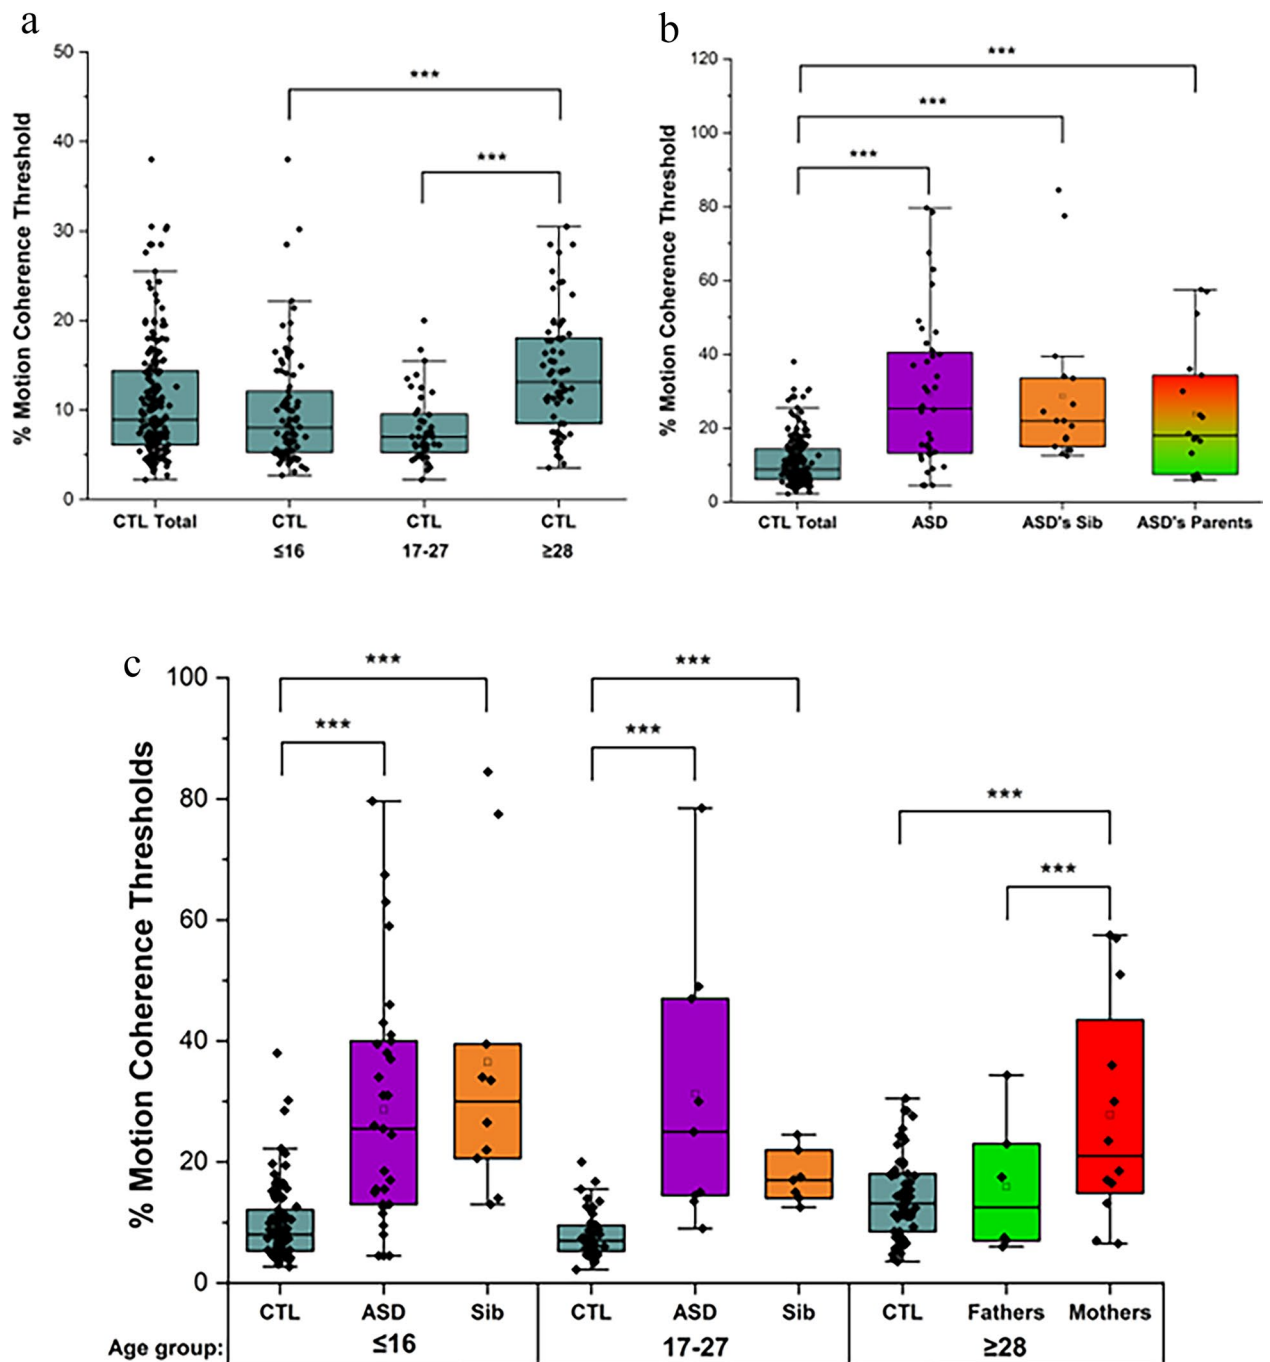 a
50
40
30
20
10
0
% Motion Coherence Threshold
***
***
CTL Total
CTL
≤16
CTL
17-27
CTL
≥28
b
120
100
80
60
40
20
0
% Motion Coherence Threshold
***
***
***
CTL Total
ASD
ASD's Sib
ASD's Parents
c
100
80
60
40
20
0
% Motion Coherence Thresholds
***
***
***
***
***
***
CTL
ASD
Sib
CTL
ASD
Sib
CTL
Fathers
Mothers
Age group:
≤16
17-27
≥28